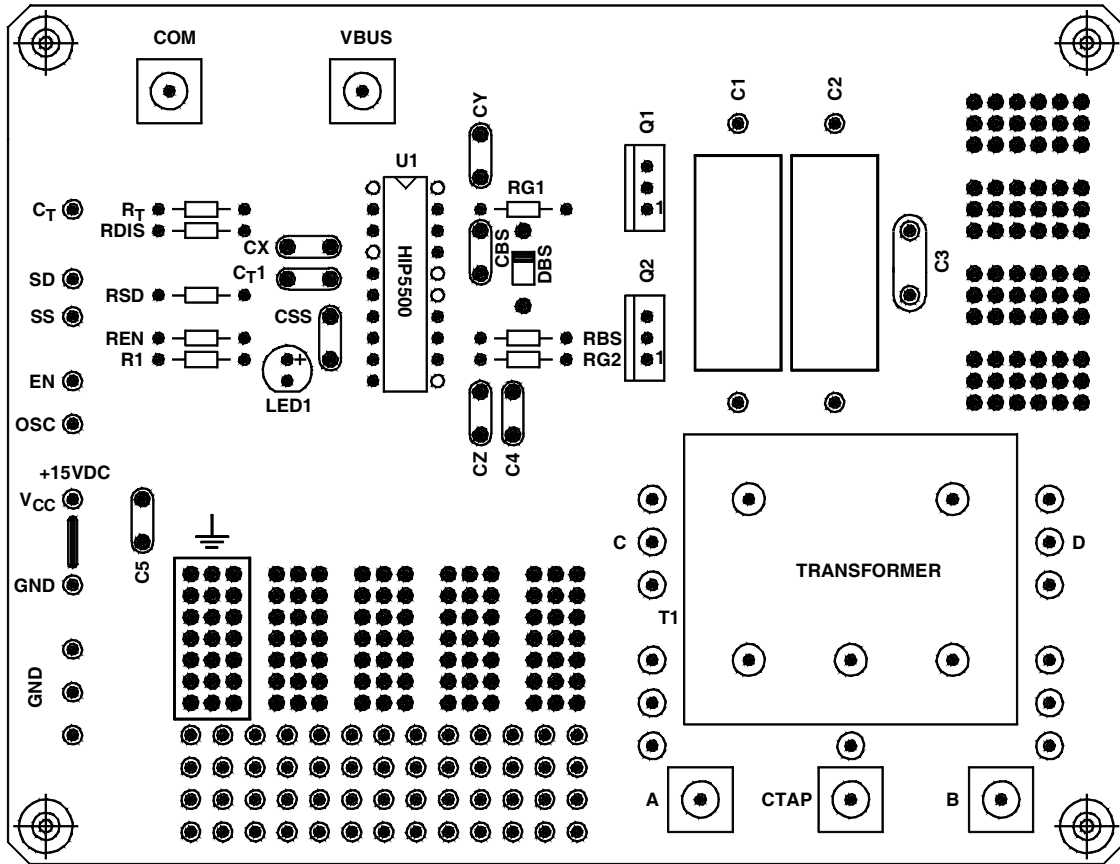 COM
VBUS
CY
C1
C2
Q1
U1
RG1
1
CT
RT
RDIS
CX
CT1
HIP5500
CBS
DBS
Q2
C3
SD
RSD
SS
CSS
REN
R1
RBS
RG2
1
EN
LED1
OSC
CZ
C4
+15VDC
VCC
C5
C
D
GND
TRANSFORMER
T1
GND
A
CTAP
B